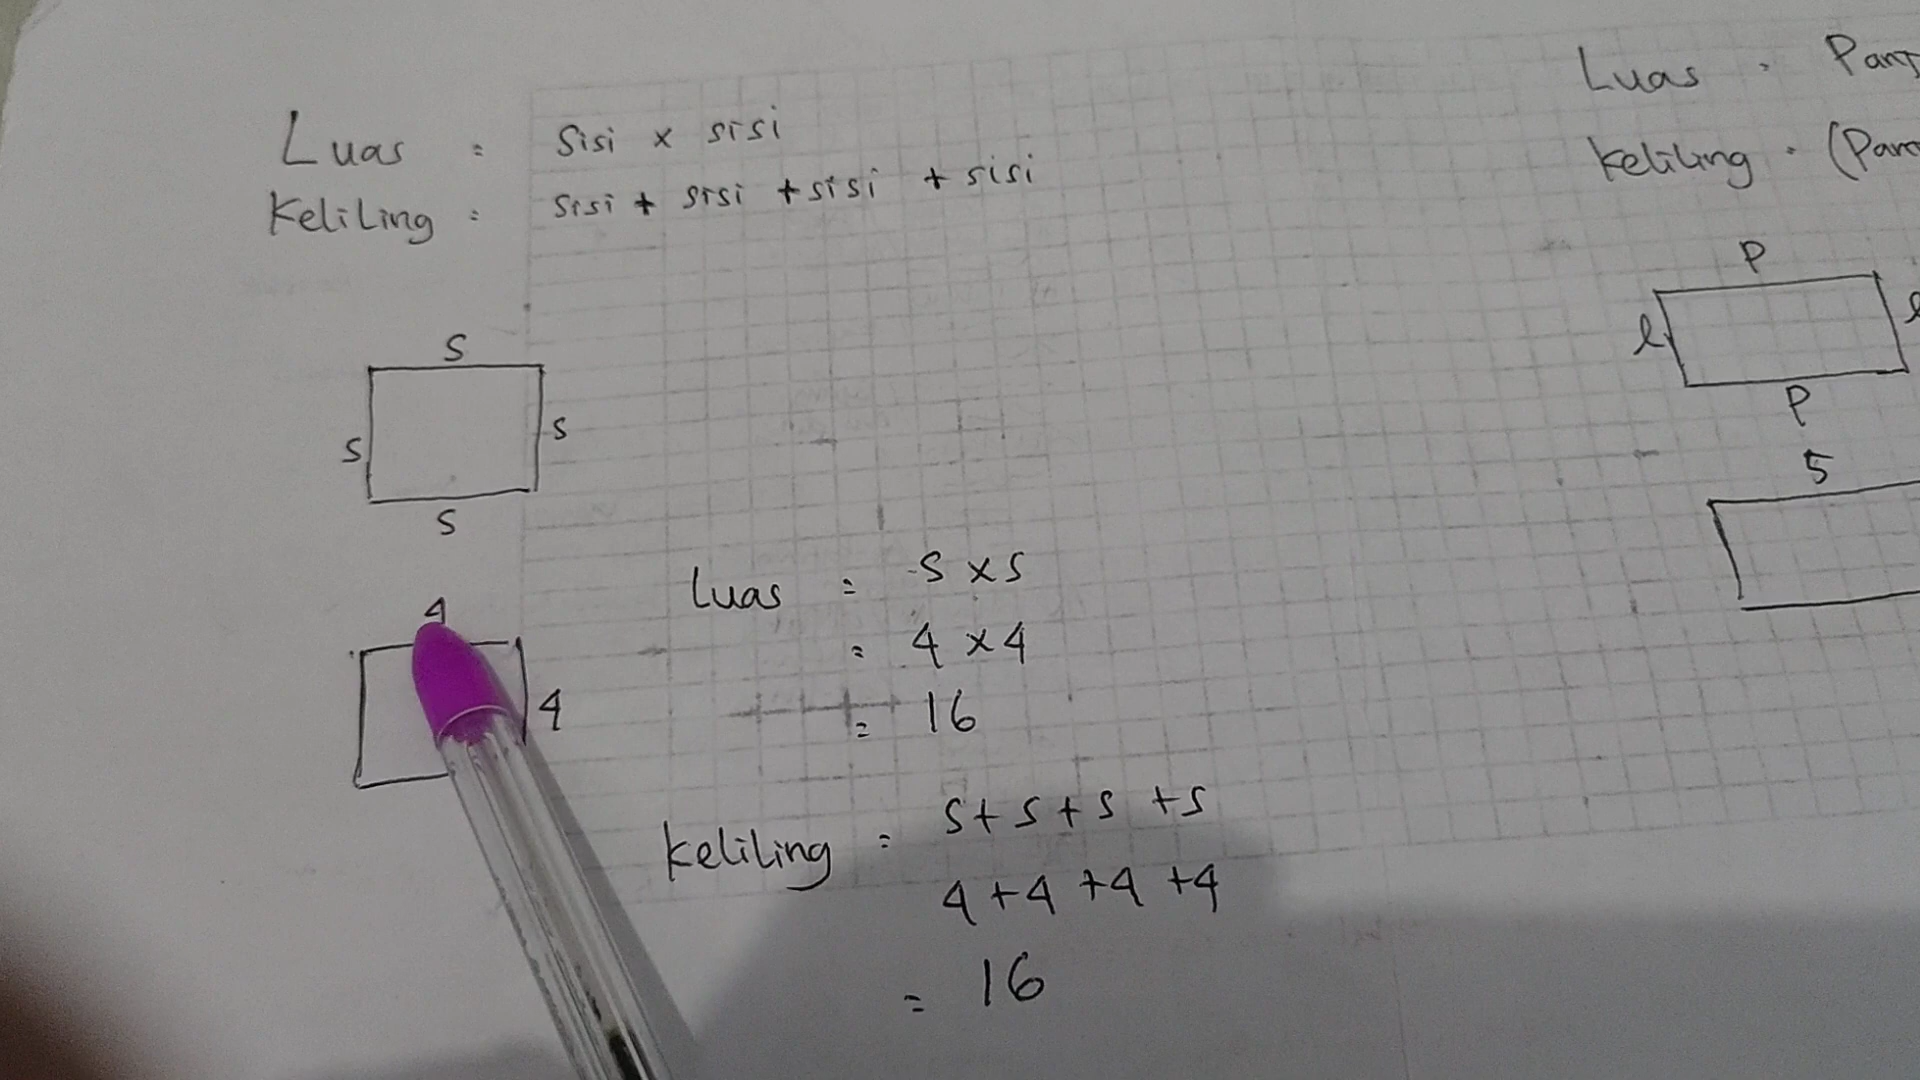 Luas = Sisi x sisi
Keliling = sisi + sisi + sisi + sisi
s
s
s
s
4
4
Luas = s x s
= 4 x 4
= 16
Keliling = s + s + s + s
4 + 4 + 4 + 4
= 16
Luas =
Keliling =
P
l
l
P
5